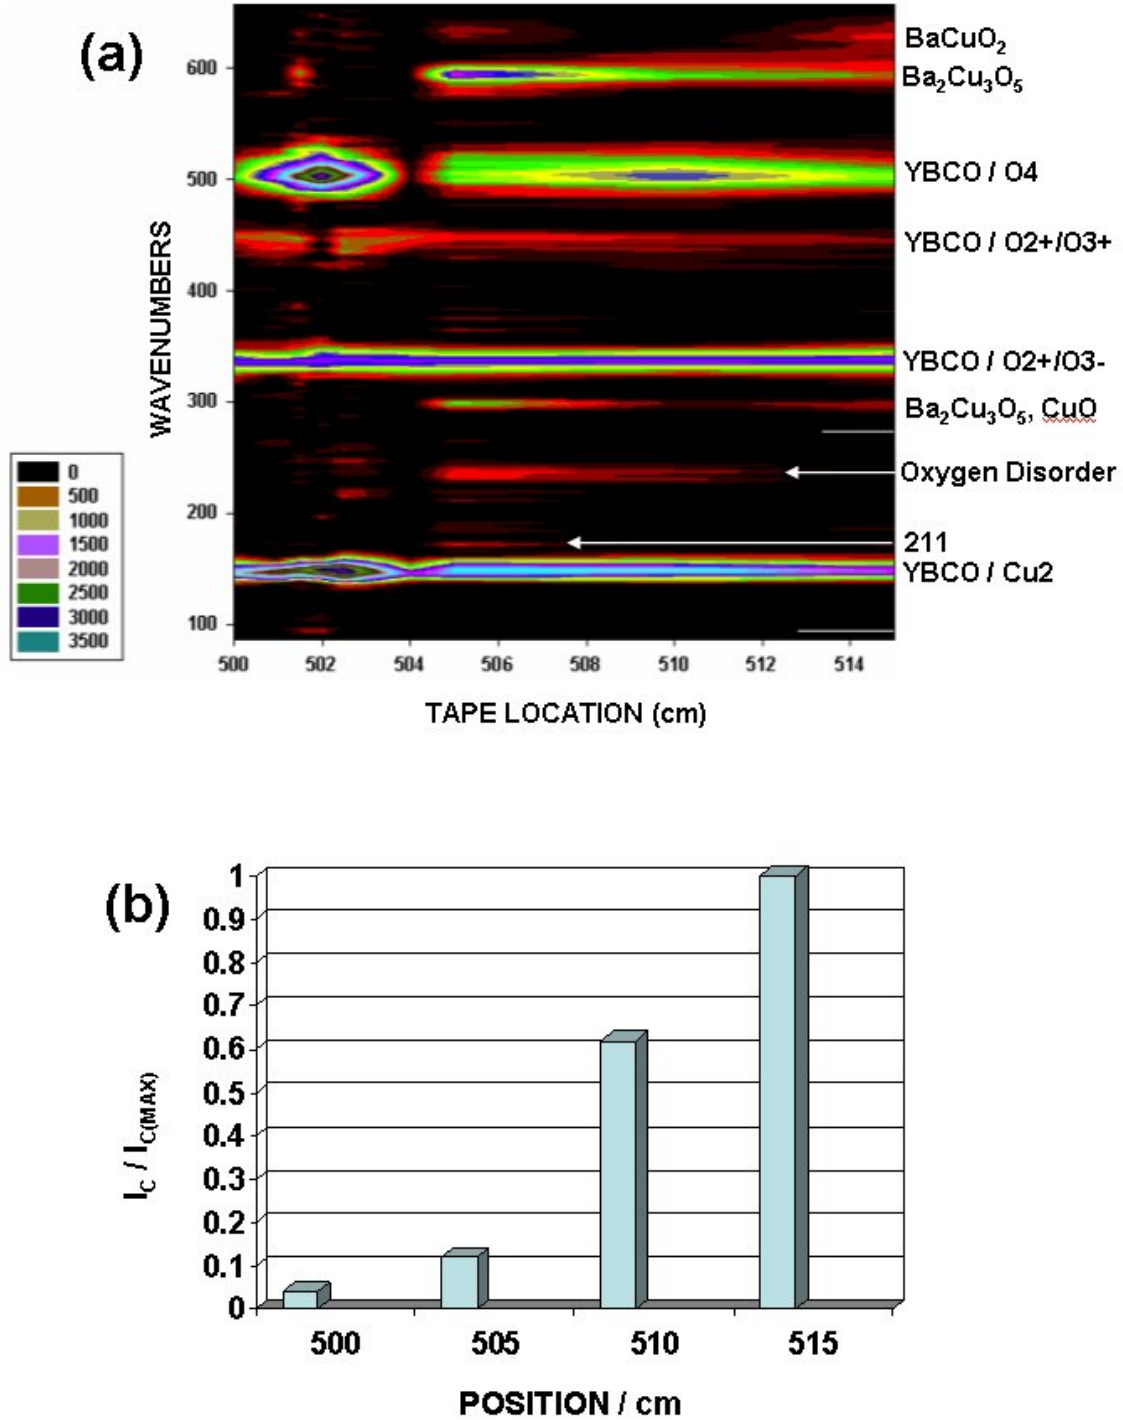 (a)
WAVENUMBERS
600
500
400
300
200
100
500 502 504 506 508 510 512 514
TAPE LOCATION (cm)
BaCuO₂
Ba₂Cu₃O₅
YBCO / O4
YBCO / O2+/O3+
YBCO / O2+/O3-
Ba₂Cu₃O₅, CuO
Oxygen Disorder
211
YBCO / Cu2
0
500
1000
1500
2000
2500
3000
3500
(b)
I_C / I_C(MAX)
1
0.9
0.8
0.7
0.6
0.5
0.4
0.3
0.2
0.1
0
500 505 510 515
POSITION / cm